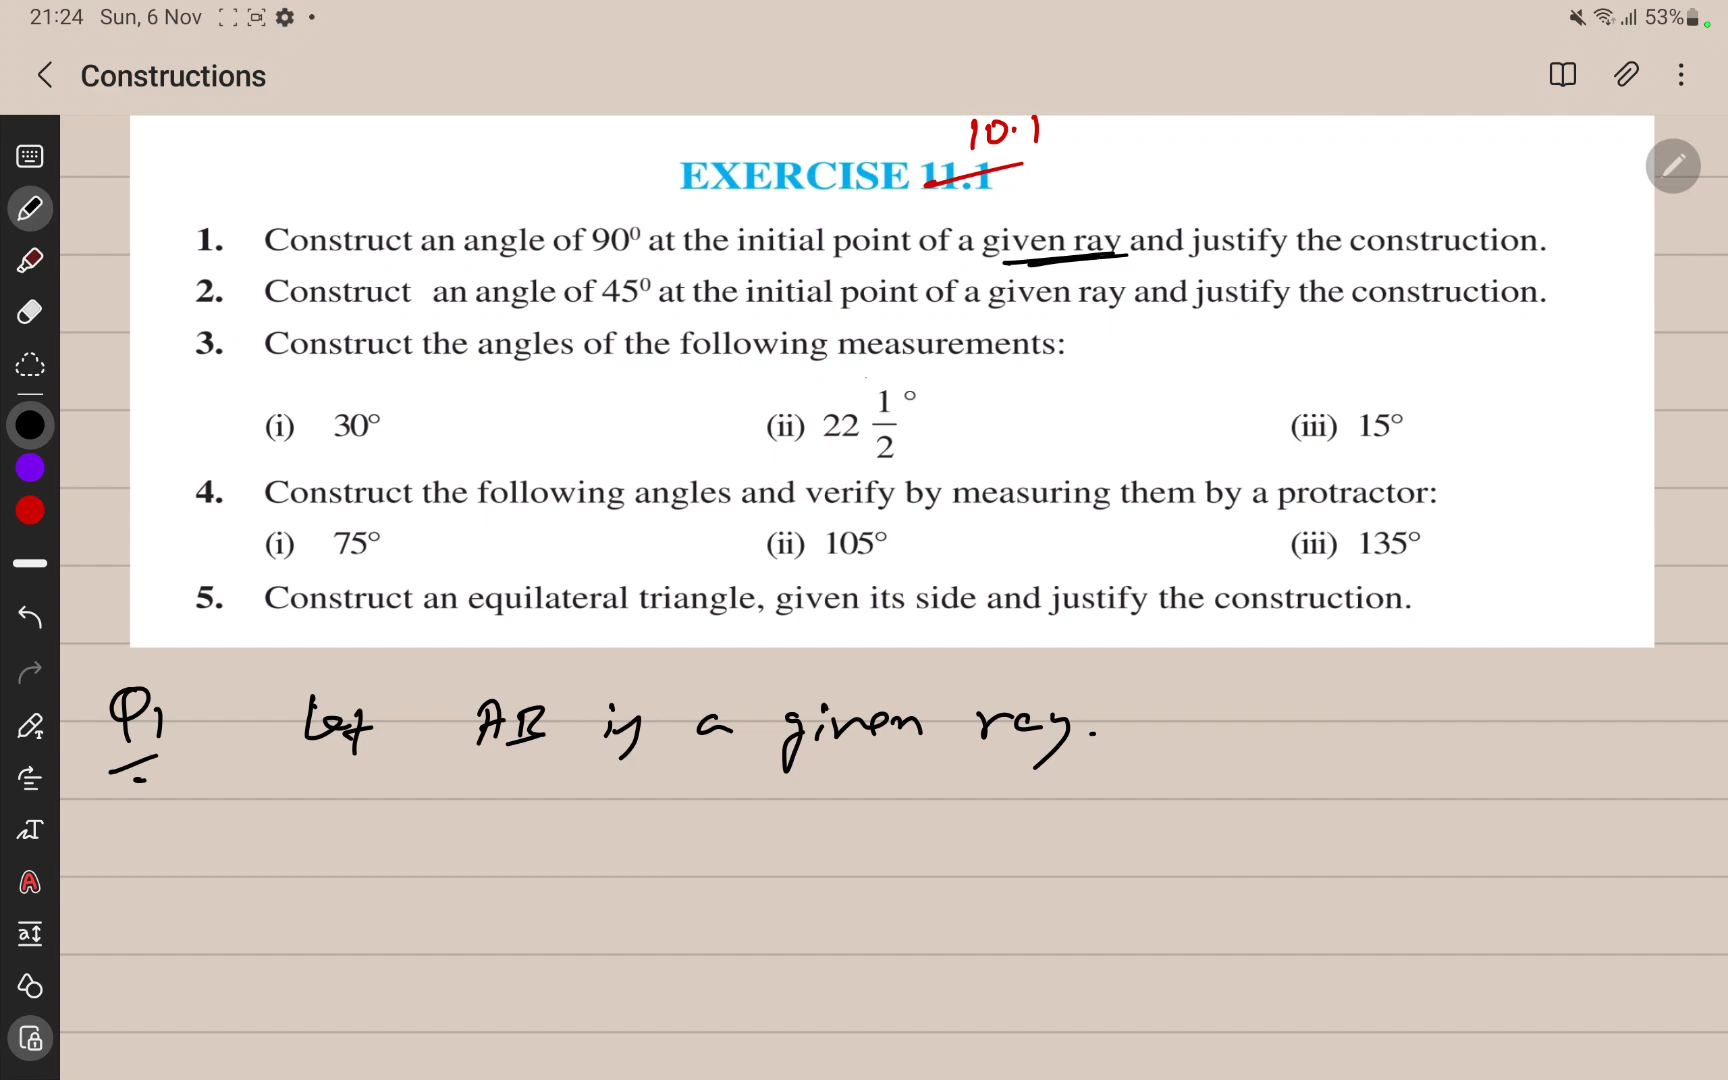 21:24 Sun, 6 Nov
53%
Constructions
10.1
EXERCISE 11.1
1. Construct an angle of 90⁰ at the initial point of a given ray and justify the construction.
2. Construct an angle of 45⁰ at the initial point of a given ray and justify the construction.
3. Construct the angles of the following measurements:
(i) 30° (ii) 22 1/2° (iii) 15°
4. Construct the following angles and verify by measuring them by a protractor:
(i) 75° (ii) 105° (iii) 135°
5. Construct an equilateral triangle, given its side and justify the construction.
Q1 Let AB is a given ray.